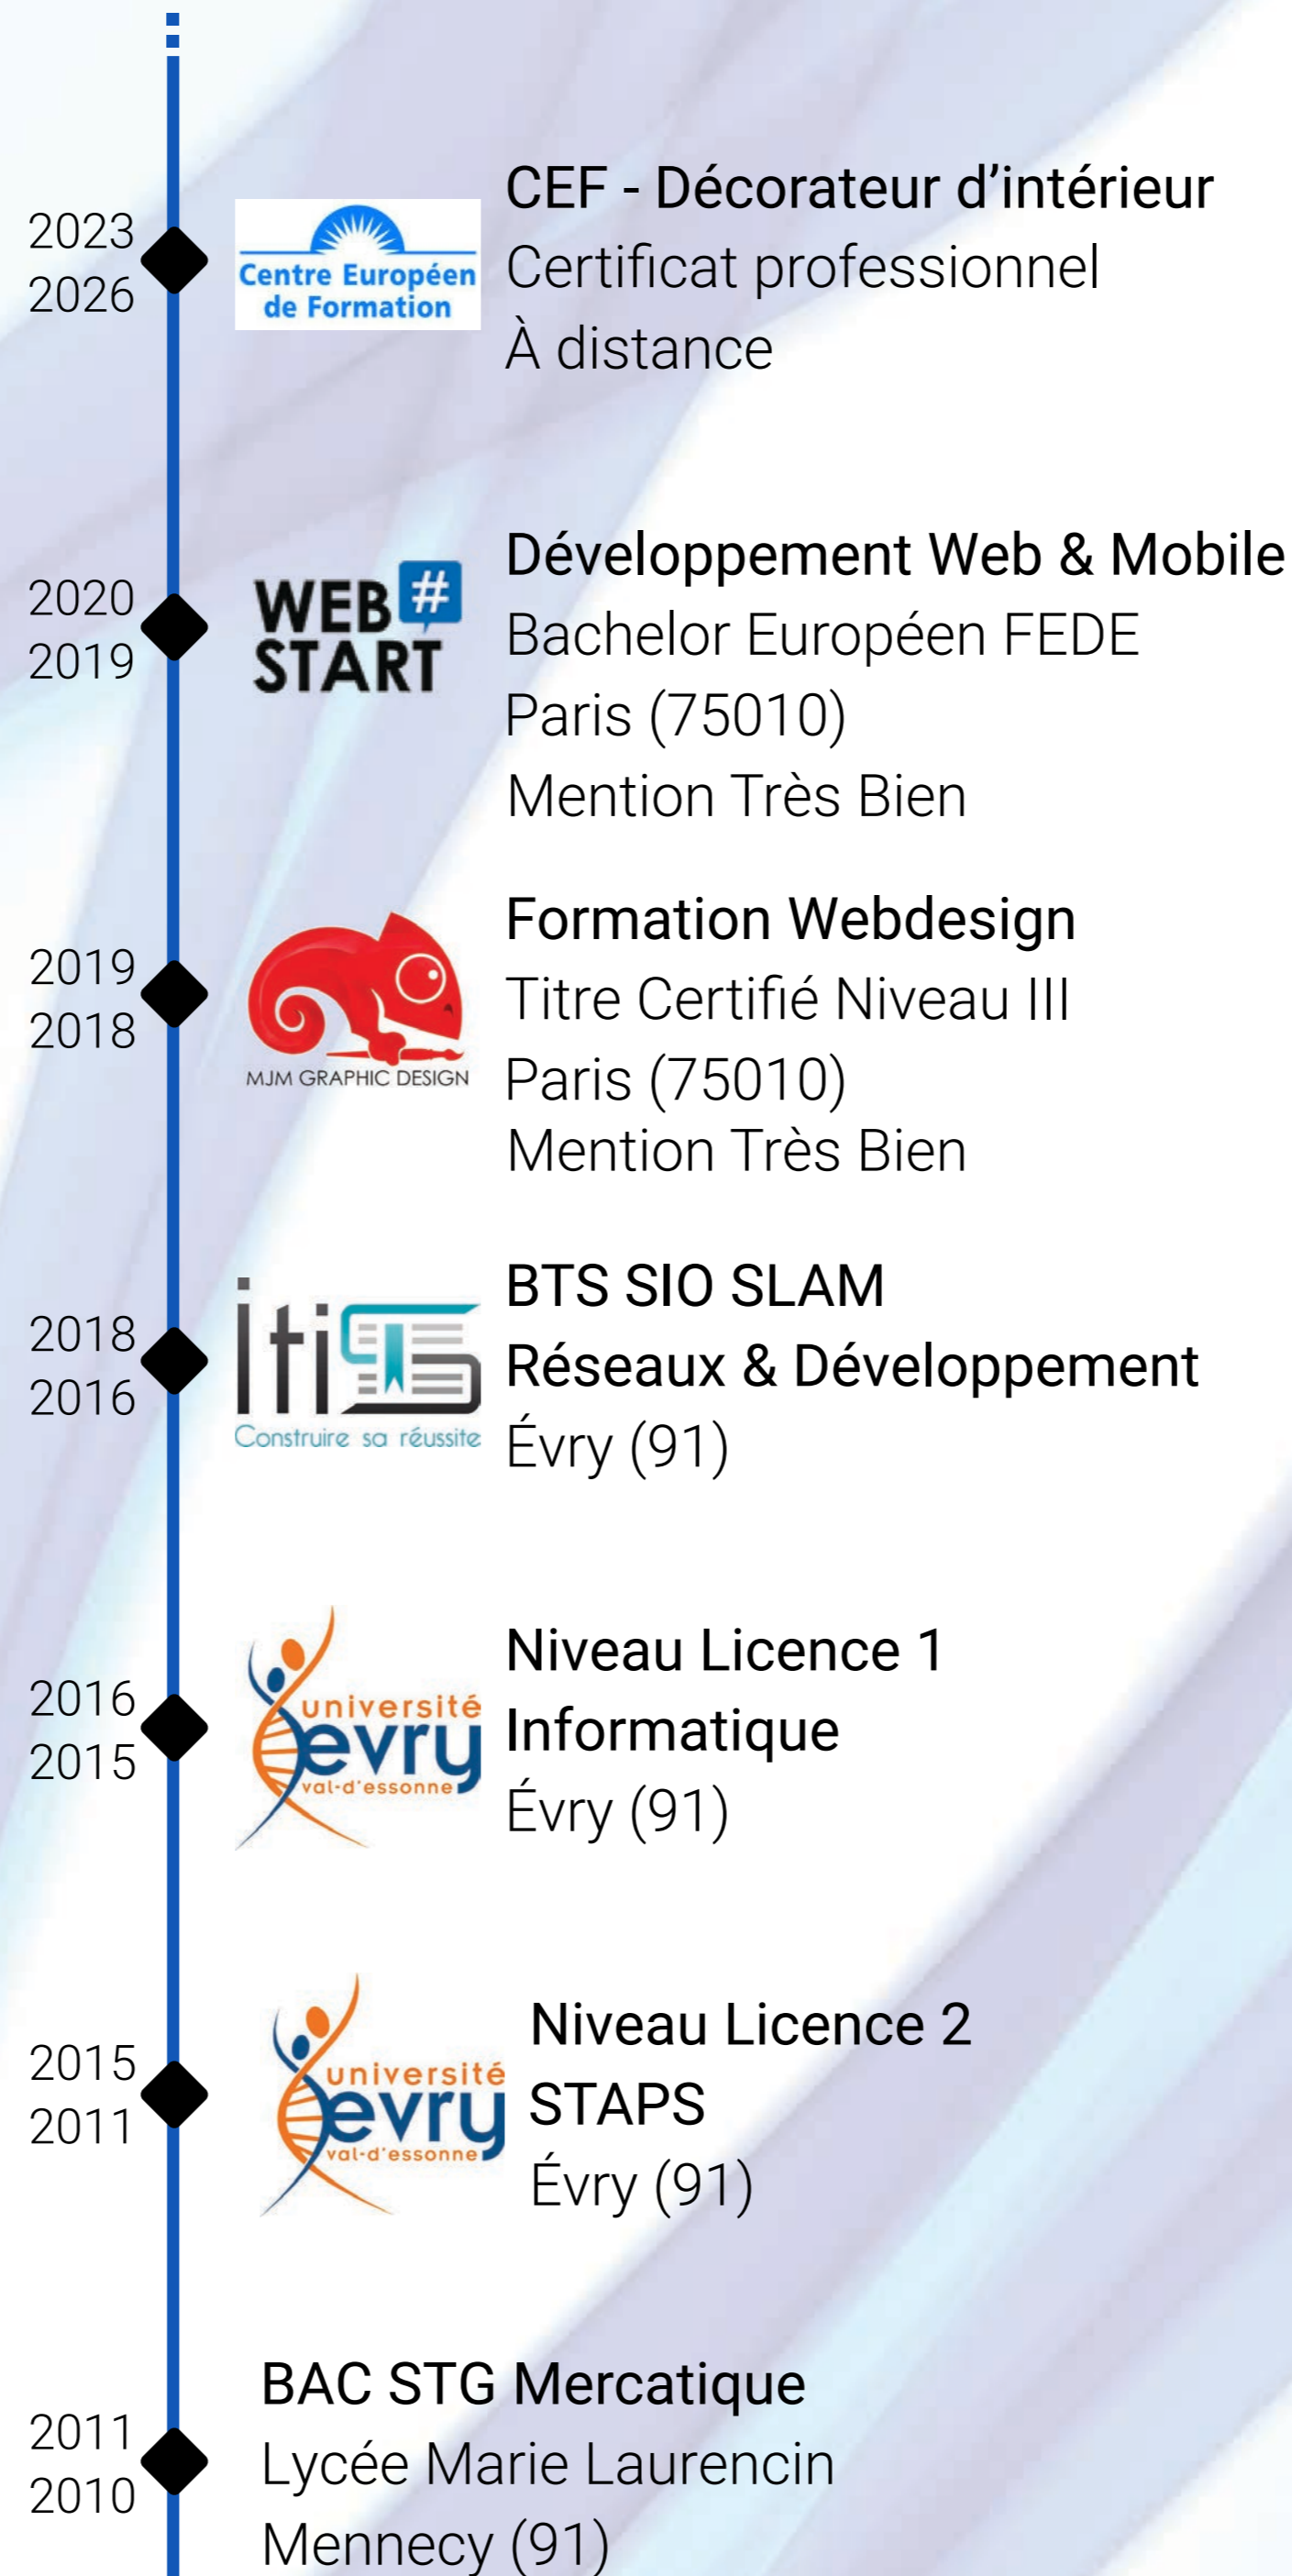 2023
2026
Centre Européen
de Formation
CEF - Décorateur d’intérieur
Certificat professionnel
À distance
2020
2019
WEB #
START
Développement Web & Mobile
Bachelor Européen FEDE
Paris (75010)
Mention Très Bien
2019
2018
MJM GRAPHIC DESIGN
Formation Webdesign
Titre Certifié Niveau III
Paris (75010)
Mention Très Bien
2018
2016
itis
Construire sa réussite
BTS SIO SLAM
Réseaux & Développement
Évry (91)
2016
2015
université
evry
val-d'essonne
Niveau Licence 1
Informatique
Évry (91)
2015
2011
université
evry
val-d'essonne
Niveau Licence 2
STAPS
Évry (91)
2011
2010
BAC STG Mercatique
Lycée Marie Laurencin
Mennecy (91)